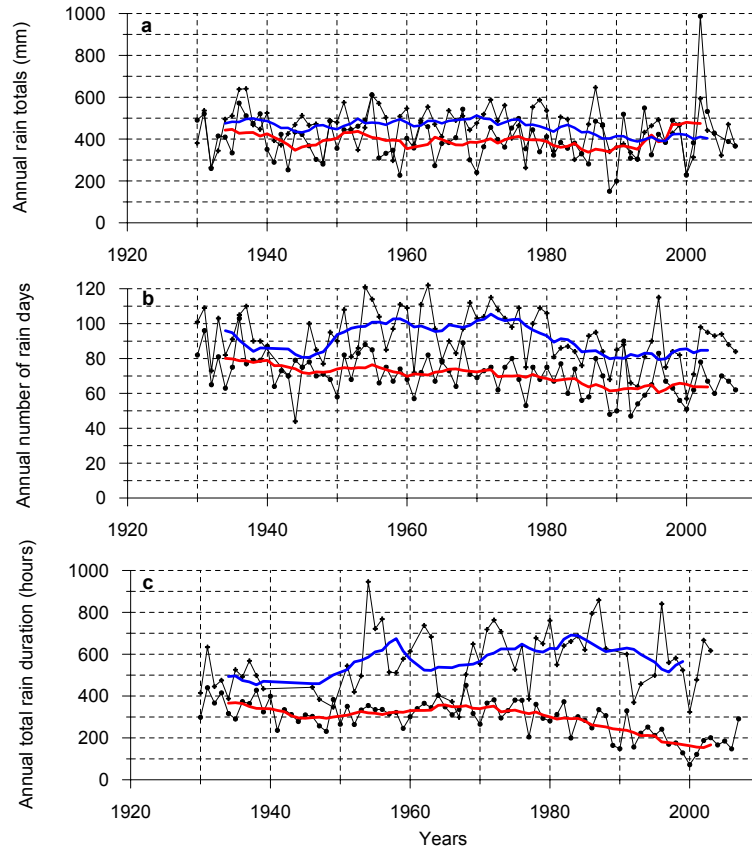 a
Annual rain totals (mm)
1000
800
600
400
200
0
1920 1940 1960 1980 2000
b
Annual number of rain days
120
100
80
60
40
20
0
1920 1940 1960 1980 2000
c
Annual total rain duration (hours)
1000
800
600
400
200
0
1920 1940 1960 1980 2000
Years